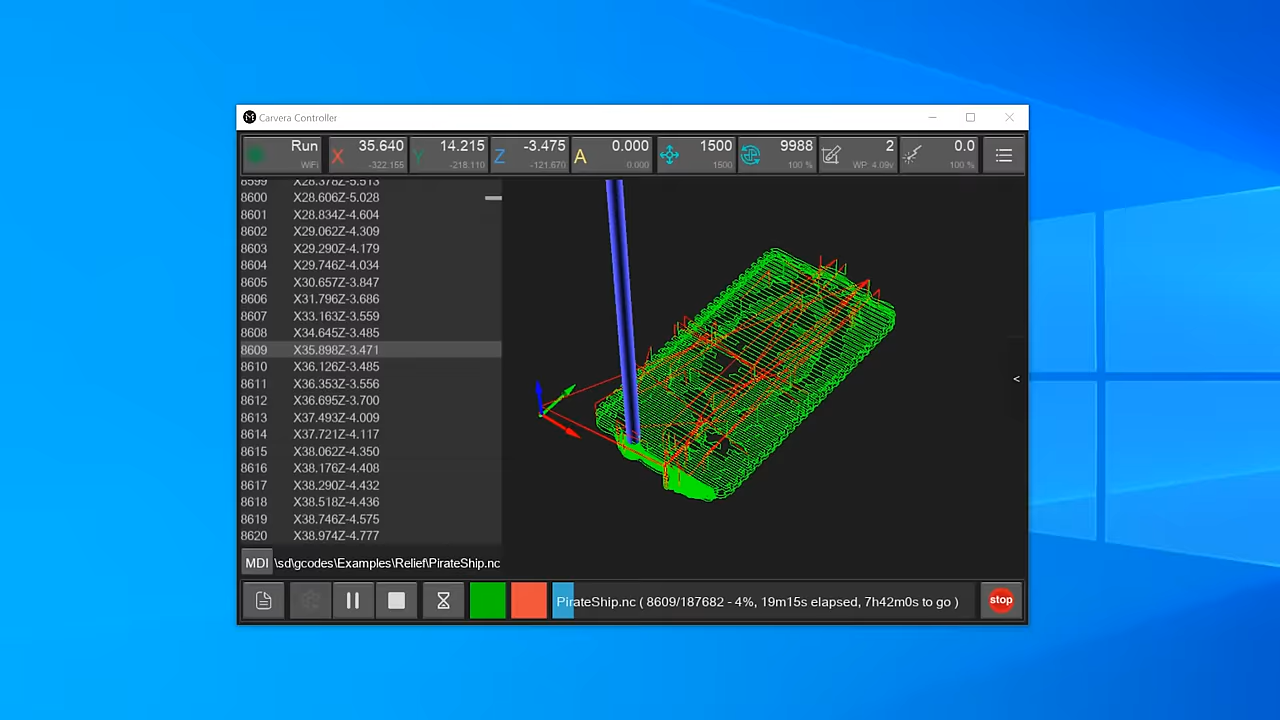 Carvera Controller
Run
WiFi
X 35.640
-322.155
Y 14.215
-218.110
Z -3.475
-121.670
A 0.000
0.000
1500
1500
9988
100 %
2
WP: 4.09v
0.0
100 %
8599 X28.378Z-5.513
8600 X28.606Z-5.028
8601 X28.834Z-4.604
8602 X29.062Z-4.309
8603 X29.290Z-4.179
8604 X29.746Z-4.034
8605 X30.657Z-3.847
8606 X31.796Z-3.686
8607 X33.163Z-3.559
8608 X34.645Z-3.485
8609 X35.898Z-3.471
8610 X36.126Z-3.485
8611 X36.353Z-3.556
8612 X36.695Z-3.700
8613 X37.493Z-4.009
8614 X37.721Z-4.117
8615 X38.062Z-4.350
8616 X38.176Z-4.408
8617 X38.290Z-4.432
8618 X38.518Z-4.436
8619 X38.746Z-4.575
8620 X38.974Z-4.777
<
MDI \sd\gcodes\Examples\Relief\PirateShip.nc
PirateShip.nc ( 8609/187682 - 4%, 19m15s elapsed, 7h42m0s to go )
stop